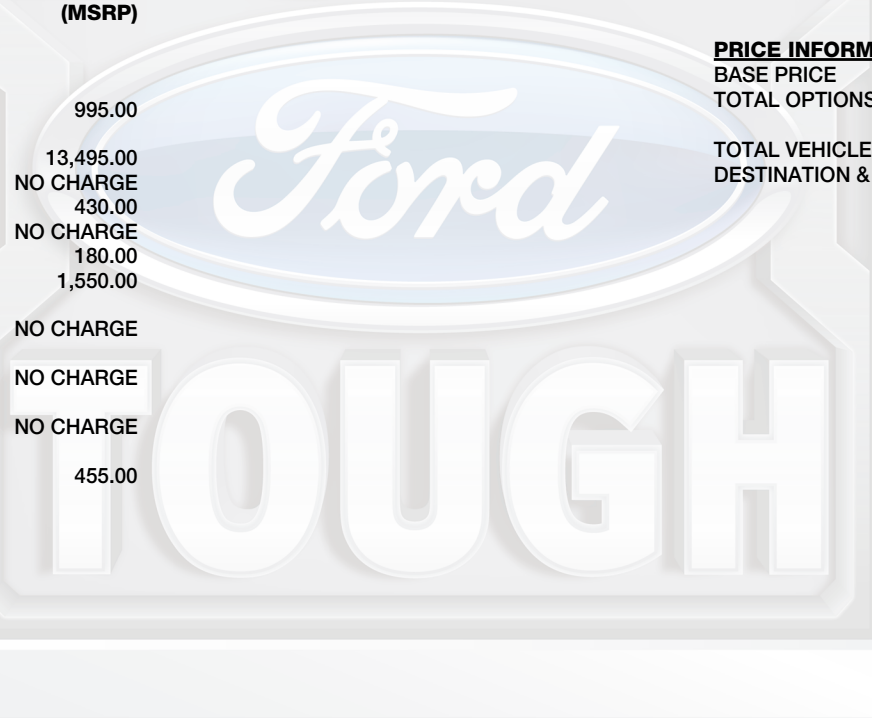 (MSRP)
995.00
13,495.00
NO CHARGE
430.00
NO CHARGE
180.00
1,550.00
NO CHARGE
NO CHARGE
NO CHARGE
455.00
PRICE INFORM
BASE PRICE
TOTAL OPTIONS
TOTAL VEHICLE
DESTINATION &
Ford
TOUGH